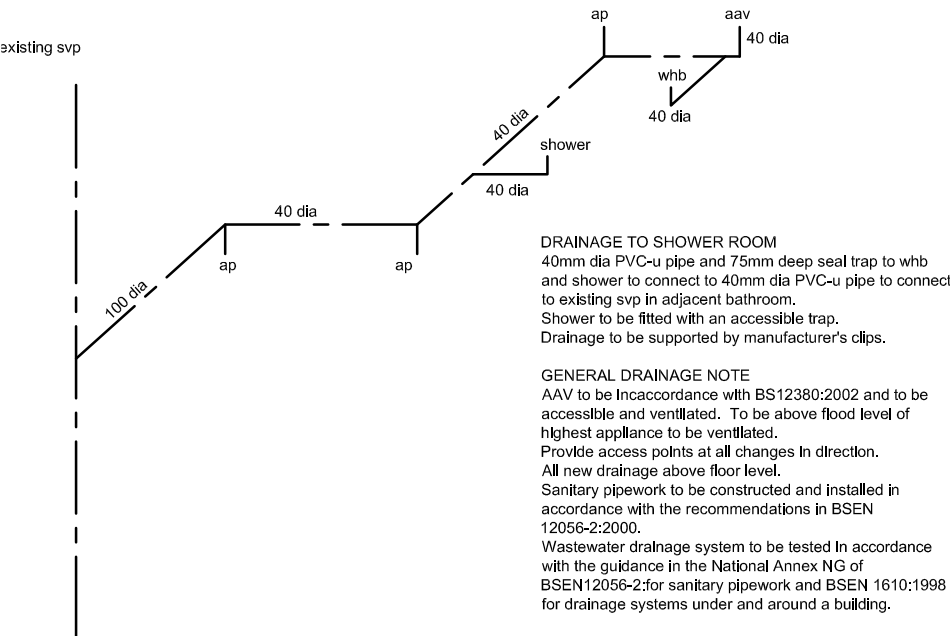 ap
aav
40 dia
existing svp
whb
40 dia
40 dia
shower
40 dia
40 dia
ap
ap
100 dia
DRAINAGE TO SHOWER ROOM
40mm dia PVC-u pipe and 75mm deep seal trap to whb
and shower to connect to 40mm dia PVC-u pipe to connect
to existing svp in adjacent bathroom.
Shower to be fitted with an accessible trap.
Drainage to be supported by manufacturer's clips.
GENERAL DRAINAGE NOTE
AAV to be incaccordance with BS12380:2002 and to be
accessible and ventilated. To be above flood level of
highest appliance to be ventilated.
Provide access points at all changes in direction.
All new drainage above floor level.
Sanitary pipework to be constructed and installed in
accordance with the recommendations in BSEN
12056-2:2000.
Wastewater drainage system to be tested in accordance
with the guidance in the National Annex NG of
BSEN12056-2:for sanitary pipework and BSEN 1610:1998
for drainage systems under and around a building.